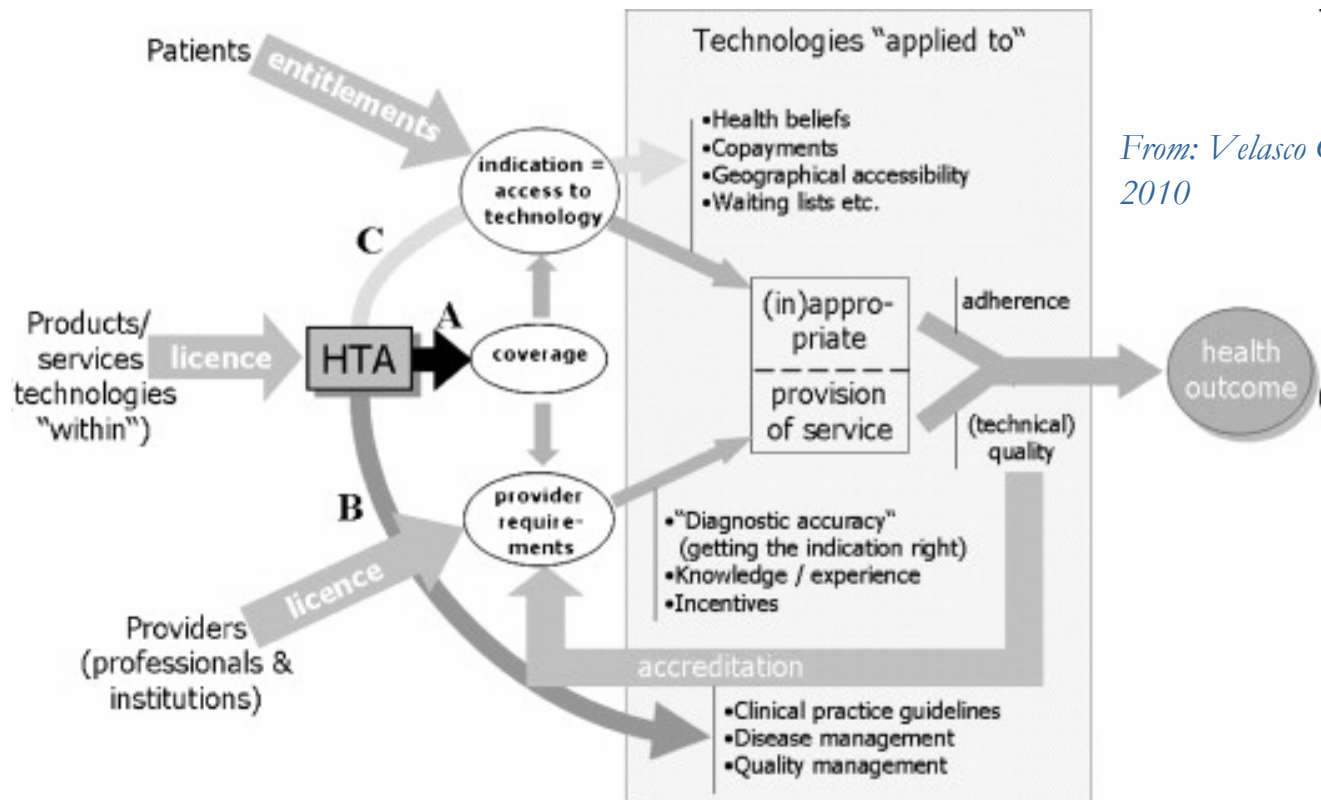 Technologies "applied to"
Patients
entitlements
indication =
access to
technology
•Health beliefs
•Copayments
•Geographical accessibility
•Waiting lists etc.
From: Velasco
2010
C
Products/
services
technologies
"within")
licence
HTA
A
coverage
(in)appro-
priate
provision
of service
adherence
(technical)
quality
health
outcome
B
provider
require-
ments
licence
Providers
(professionals &
institutions)
•"Diagnostic accuracy"
(getting the indication right)
•Knowledge / experience
•Incentives
accreditation
•Clinical practice guidelines
•Disease management
•Quality management